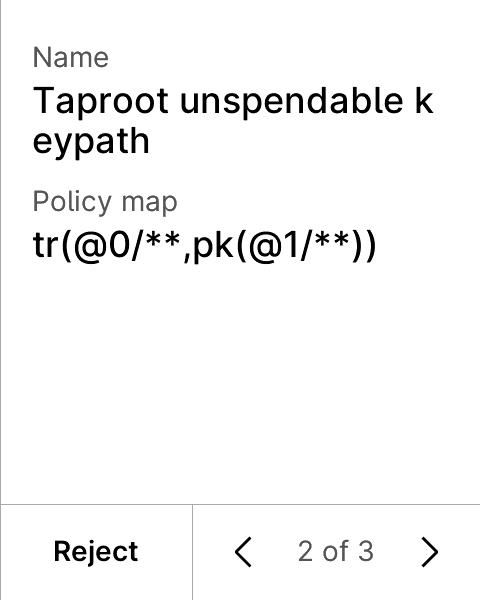 Name
Taproot unspendable k
eypath
Policy map
tr(@0/**,pk(@1/**))
Reject
2 of 3